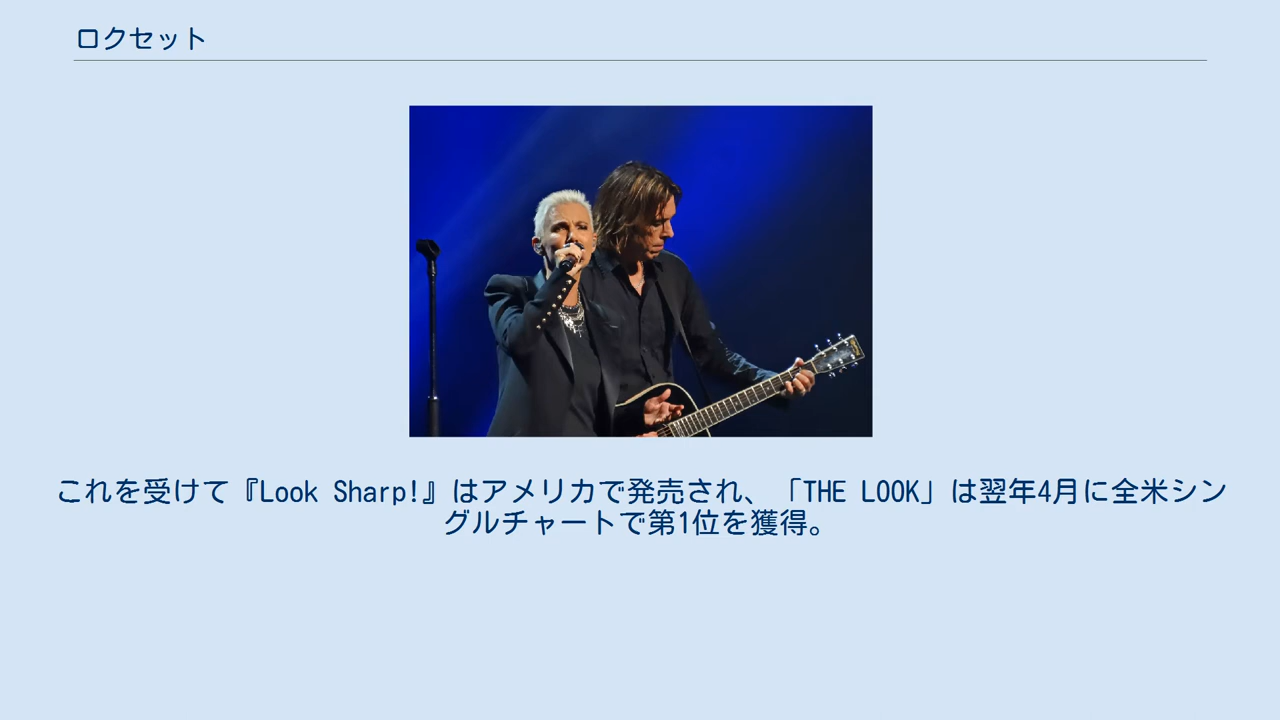 ロクセット
これを受けて『Look Sharp!』はアメリカで発売され、「THE LOOK」は翌年4月に全米シン
グルチャートで第1位を獲得。